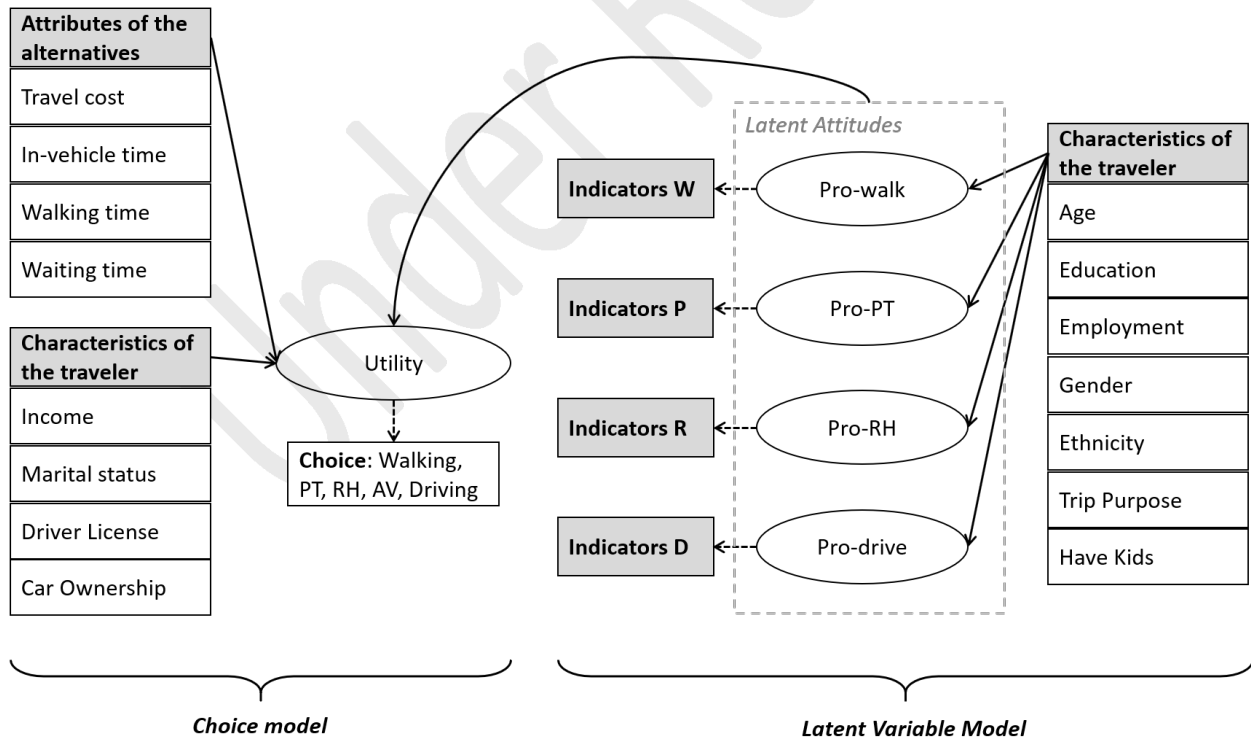 Attributes of the
alternatives
Travel cost
In-vehicle time
Walking time
Waiting time
Characteristics of
the traveler
Income
Marital status
Driver License
Car Ownership
Utility
Choice: Walking,
PT, RH, AV, Driving
Choice model
Latent Attitudes
Indicators W
Pro-walk
Indicators P
Pro-PT
Indicators R
Pro-RH
Indicators D
Pro-drive
Characteristics of
the traveler
Age
Education
Employment
Gender
Ethnicity
Trip Purpose
Have Kids
Latent Variable Model
Under